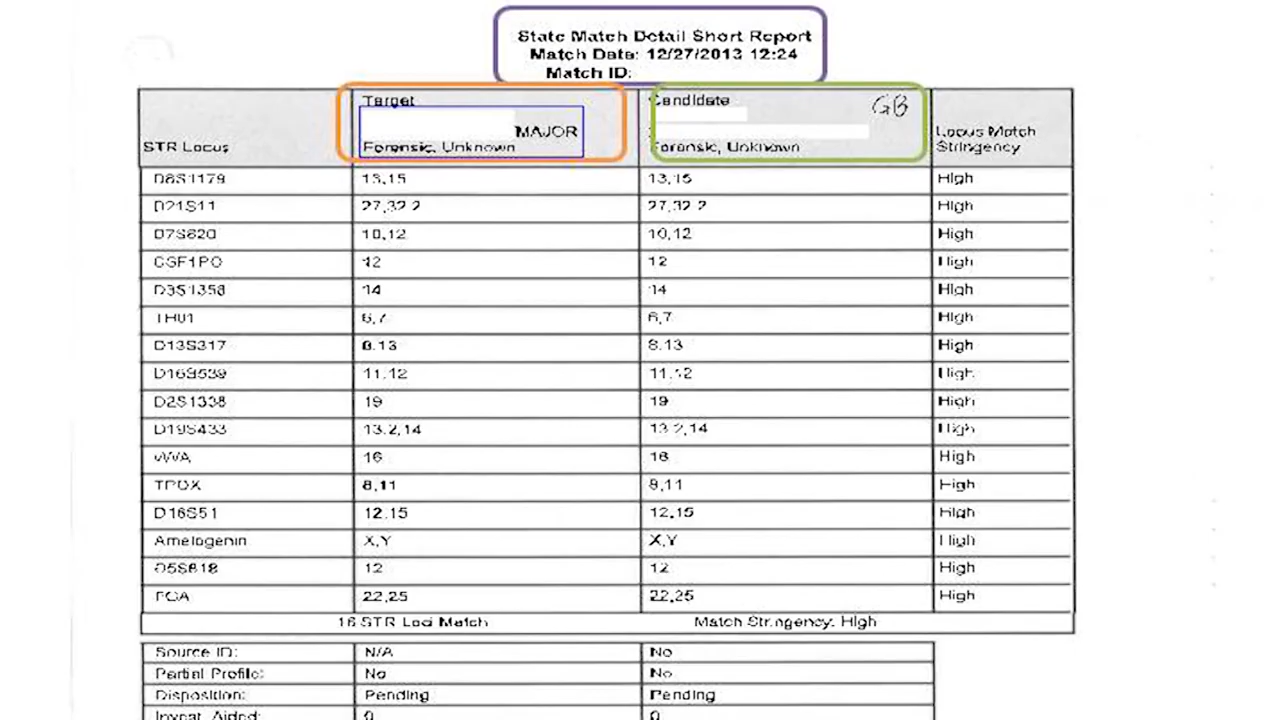 State Match Detail Short Report
Match Date: 12/27/2013 12:24
Match ID:
STR Locus Target MAJOR Forensic, Unknown Candidate GB Forensic, Unknown Locus Match Stringency
D8S1179 13,15 13,15 High
D21S11 27,32.2 27,32.2 High
D7S820 10,12 10,12 High
CSF1PO 12 12 High
D3S1358 14 14 High
TH01 6,7 6,7 High
D13S317 8,13 8,13 High
D16S539 11,12 11,12 High
D2S1338 19 19 High
D19S433 13.2,14 13.2,14 High
vWA 16 16 High
TPOX 8,11 8,11 High
D18S51 12,15 12,15 High
Amelogenin X,Y X,Y High
D5S818 12 12 High
FGA 22,25 22,25 High
16 STR Loci Match Match Stringency: High
Source ID: N/A No
Partial Profile: No No
Disposition: Pending Pending
Invest. Aided: 0 0